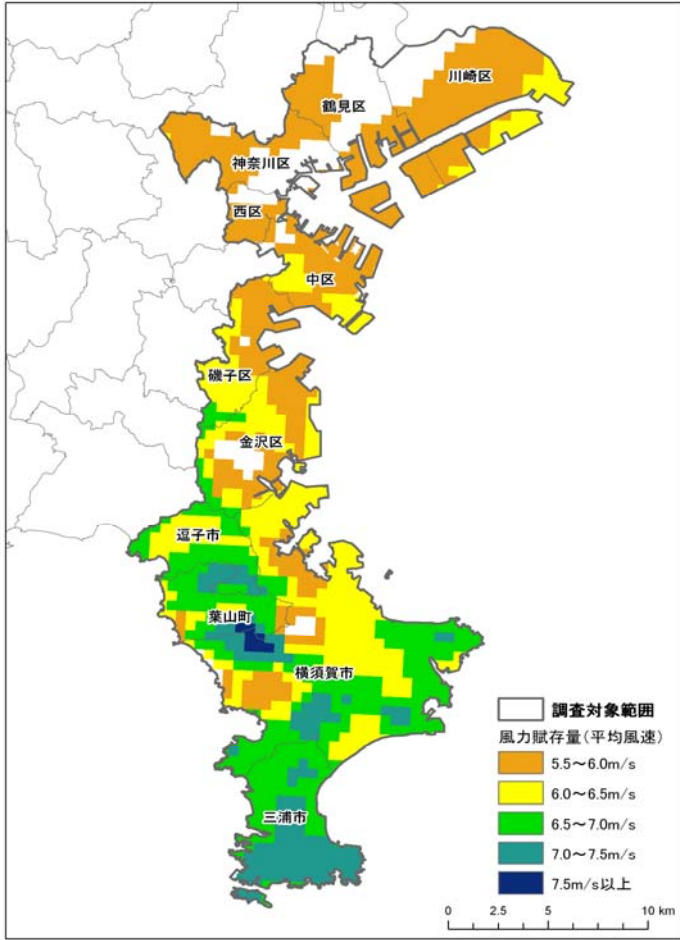 川崎区
鶴見区
神奈川区
西区
中区
磯子区
金沢区
逗子市
葉山町
横須賀市
三浦市
調査対象範囲
風力賦存量(平均風速)
5.5～6.0m/s
6.0～6.5m/s
6.5～7.0m/s
7.0～7.5m/s
7.5m/s以上
0 2.5 5 10 km